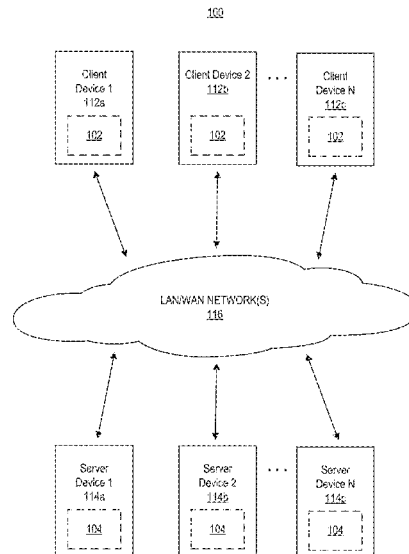 100
Client
Device 1
112a
102
Client Device 2
112b
102
. . .
Client
Device N
112c
102
LAN/WAN NETWORK(S)
116
Server
Device 1
114a
104
Server
Device 2
114b
104
. . .
Server
Device N
114c
104